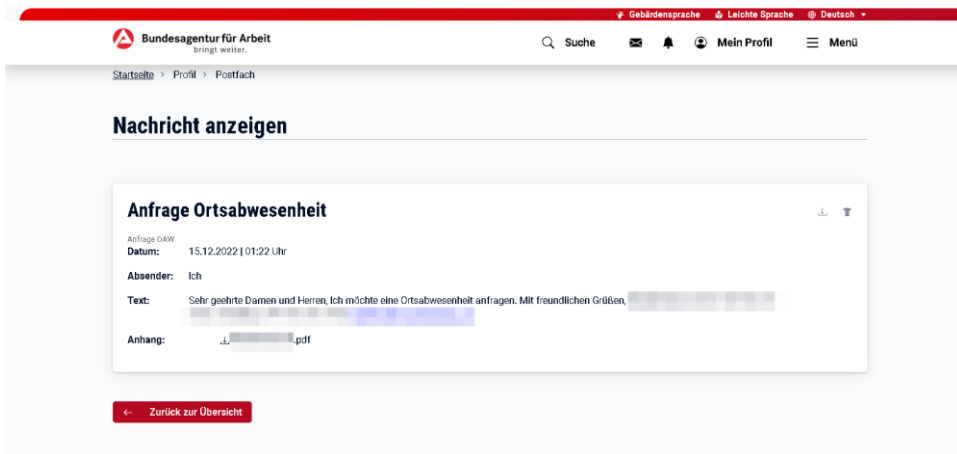 Gebärdensprache Leichte Sprache Deutsch
Bundesagentur für Arbeit
bringt weiter.
Suche Mein Profil Menü
Startseite > Profil > Postfach
Nachricht anzeigen
Anfrage Ortsabwesenheit
Anfrage OAW
Datum: 15.12.2022 | 01:22 Uhr
Absender: Ich
Text: Sehr geehrte Damen und Herren, Ich möchte eine Ortsabwesenheit anfragen. Mit freundlichen Grüßen,
Anhang: .pdf
← Zurück zur Übersicht